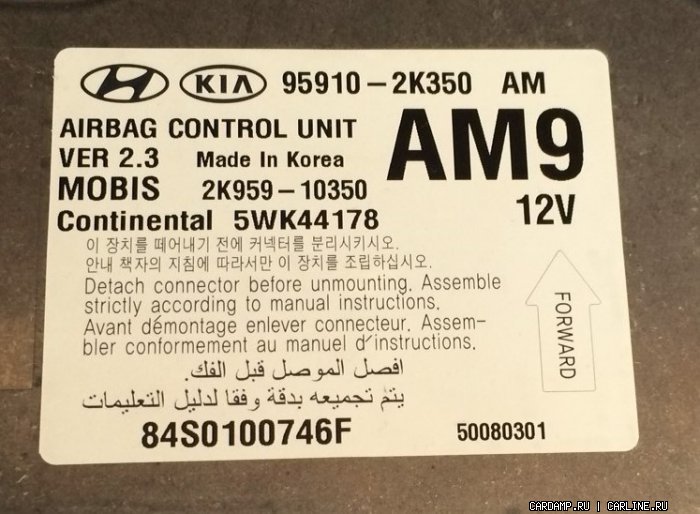 KIA 95910-2K350 AM
AIRBAG CONTROL UNIT
AM9
VER 2.3 Made In Korea
MOBIS 2K959-10350
12V
Continental 5WK44178
이 장치를 떼어내기 전에 커넥터를 분리시키시오.
안내 책자의 지침에 따라서만 이 장치를 조립하십시오.
Detach connector before unmounting. Assemble
strictly according to manual instructions.
Avant démontage enlever connecteur. Assem-
bler conformement au manuel d'instructions.
افصل الموصل قبل الفك.
يتم تجميعه بدقة وفقا لدليل التعليمات
FORWARD
84S0100746F
50080301
CARDAMP.RU | CARLINE.RU